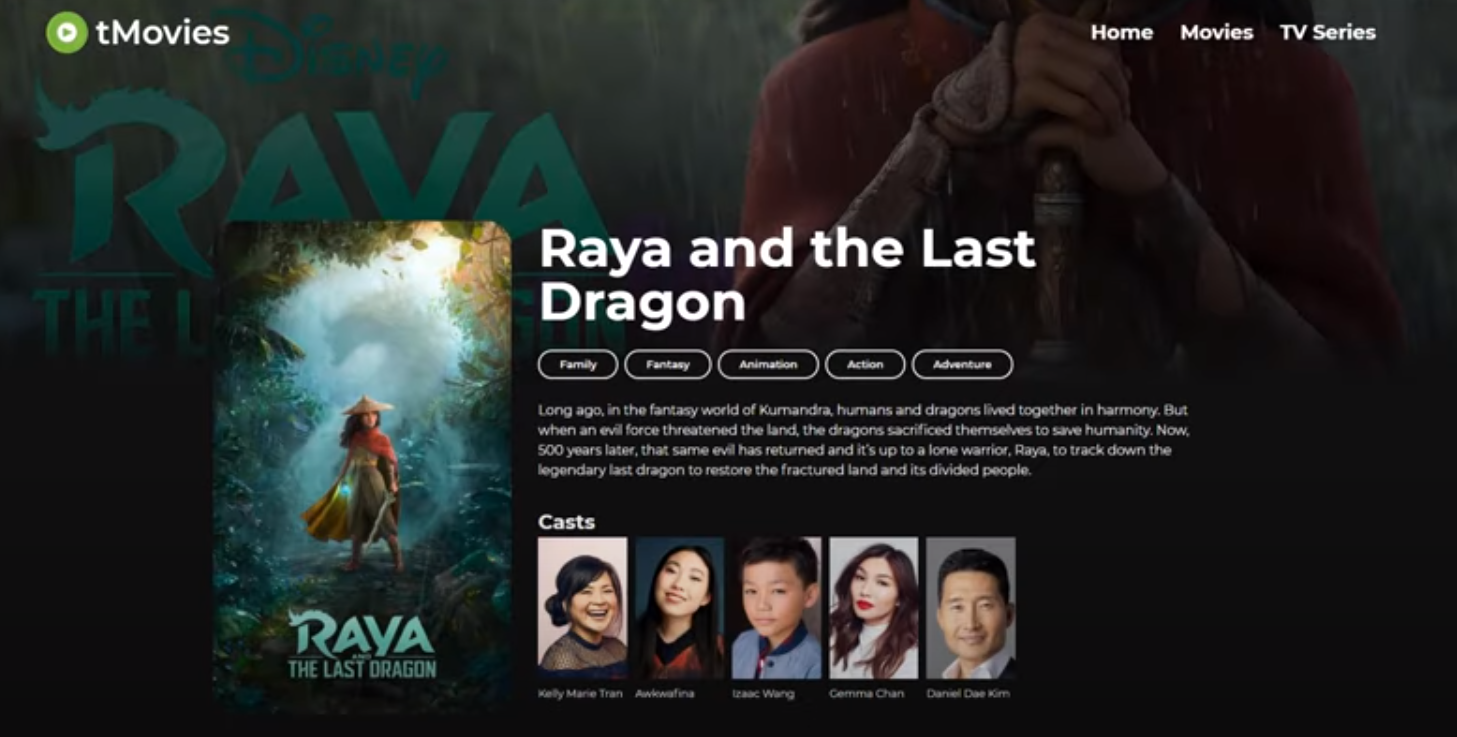 tMovies
Home Movies TV Series
Disney
RAYA
THE L
GON
Raya and the Last
Dragon
Family Fantasy Animation Action Adventure
Long ago, in the fantasy world of Kumandra, humans and dragons lived together in harmony. But
when an evil force threatened the land, the dragons sacrificed themselves to save humanity. Now,
500 years later, that same evil has returned and it's up to a lone warrior, Raya, to track down the
legendary last dragon to restore the fractured land and its divided people.
RAYA
AND
THE LAST DRAGON
Casts
Kelly Marie Tran Awkwafina Izaac Wang Gemma Chan Daniel Dae Kim